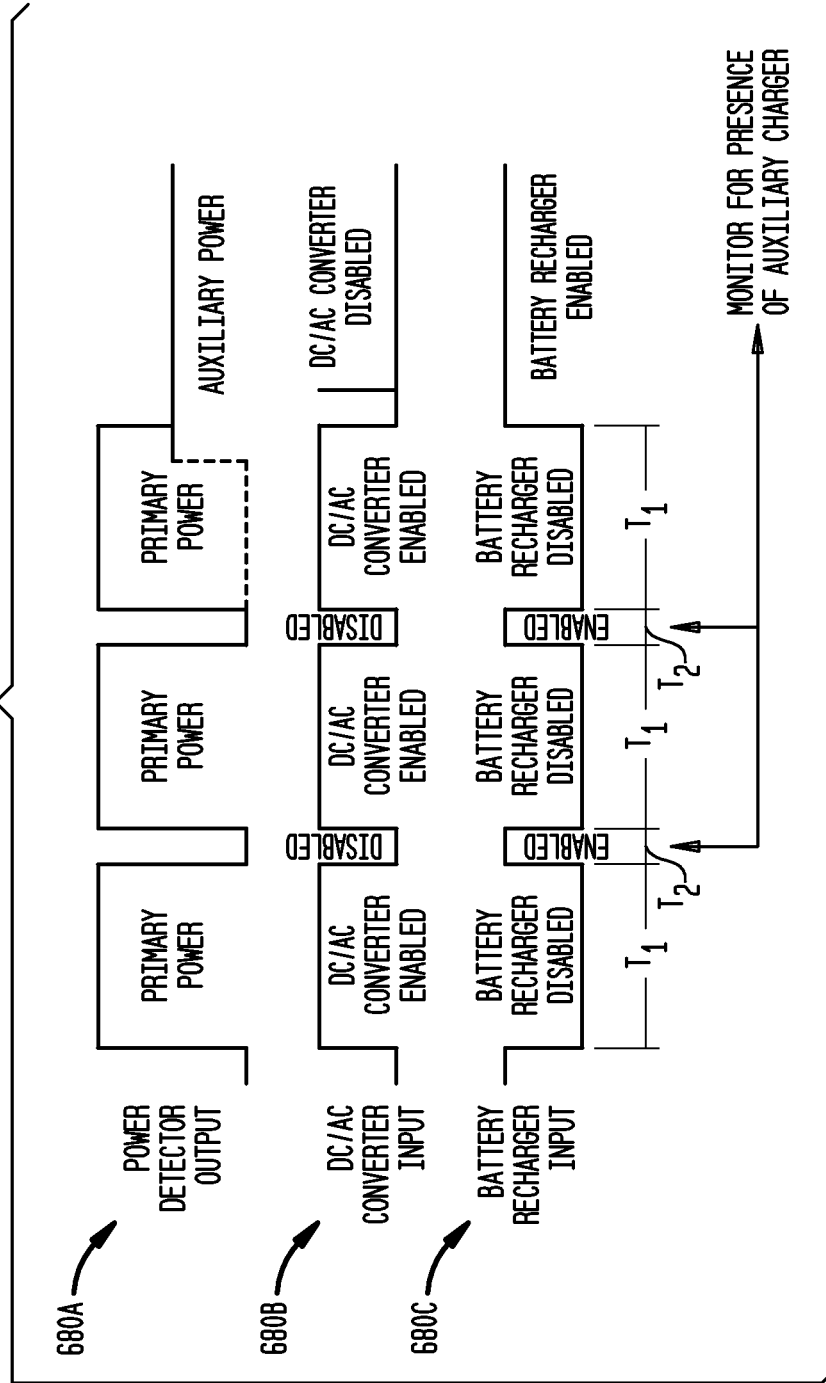 680A
POWER
DETECTOR
OUTPUT
PRIMARY
POWER
PRIMARY
POWER
PRIMARY
POWER
AUXILIARY POWER
680B
DC/AC
CONVERTER
INPUT
DC/AC
CONVERTER
ENABLED
DISABLED
DC/AC
CONVERTER
ENABLED
DISABLED
DC/AC
CONVERTER
ENABLED
DC/AC CONVERTER
DISABLED
680C
BATTERY
RECHARGER
INPUT
BATTERY
RECHARGER
DISABLED
ENABLED
BATTERY
RECHARGER
DISABLED
ENABLED
BATTERY
RECHARGER
DISABLED
BATTERY RECHARGER
ENABLED
T1
T2
T1
T2
T1
MONITOR FOR PRESENCE
OF AUXILIARY CHARGER